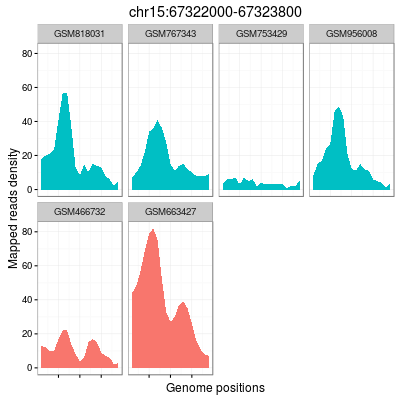 chr15:67322000-67323800
GSM818031 GSM767343 GSM753429 GSM956008
80
60
40
20
0
GSM466732 GSM663427
80
60
40
20
0
Mapped reads density
Genome positions